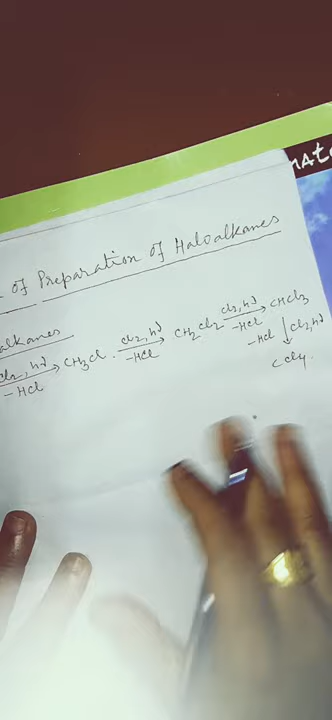 of Preparation of Haloalkanes
alkanes
Cl2, hν → CH3Cl. Cl2, hν → CH2Cl2 Cl2, hν → CHCl3
-HCl -HCl -HCl -HCl ↓ Cl2, hν
CCl4.